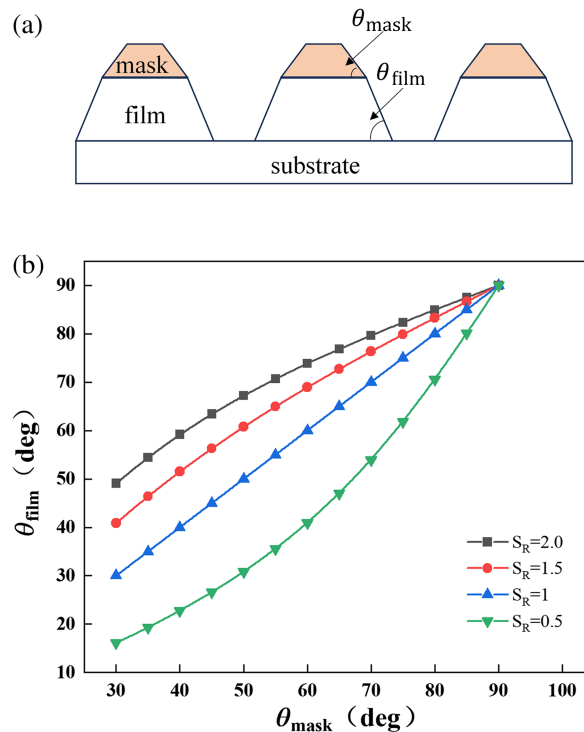 (a)
θmask
mask
θfilm
film
substrate
(b)
90
80
70
60
50
40
30
20
10
θfilm（deg）
SR=2.0
SR=1.5
SR=1
SR=0.5
30 40 50 60 70 80 90 100
θmask（deg）